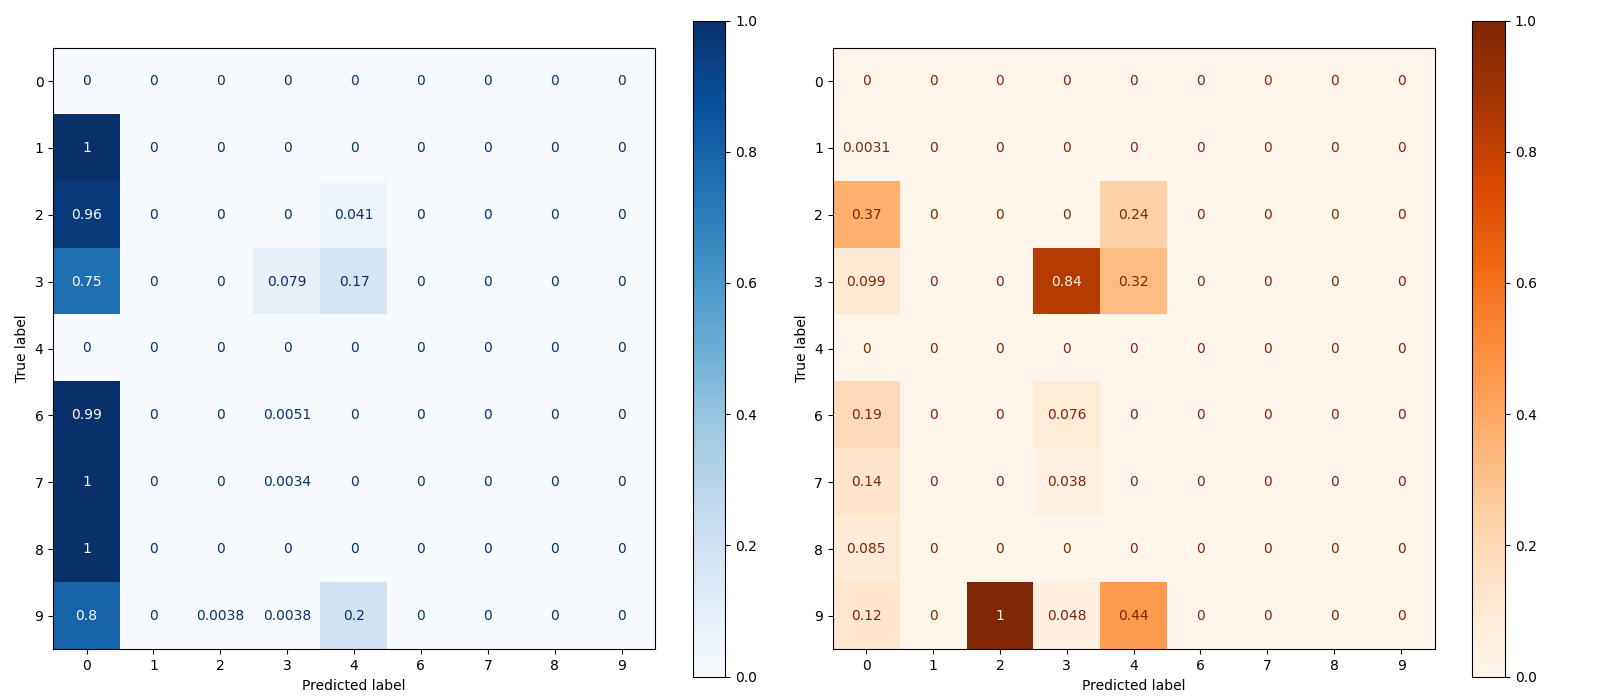 0 0 0 0 0 0 0 0 0 0
1 1 0 0 0 0 0 0 0 0
2 0.96 0 0 0 0.041 0 0 0 0
3 0.75 0 0 0.079 0.17 0 0 0 0
4 0 0 0 0 0 0 0 0 0
6 0.99 0 0 0.0051 0 0 0 0 0
7 1 0 0 0.0034 0 0 0 0 0
8 1 0 0 0 0 0 0 0 0
9 0.8 0 0.0038 0.0038 0.2 0 0 0 0
0 1 2 3 4 6 7 8 9
True label
Predicted label
1.0
0.8
0.6
0.4
0.2
0.0
0 0 0 0 0 0 0 0 0 0
1 0.0031 0 0 0 0 0 0 0 0
2 0.37 0 0 0 0.24 0 0 0 0
3 0.099 0 0 0.84 0.32 0 0 0 0
4 0 0 0 0 0 0 0 0 0
6 0.19 0 0 0.076 0 0 0 0 0
7 0.14 0 0 0.038 0 0 0 0 0
8 0.085 0 0 0 0 0 0 0 0
9 0.12 0 1 0.048 0.44 0 0 0 0
0 1 2 3 4 6 7 8 9
True label
Predicted label
1.0
0.8
0.6
0.4
0.2
0.0